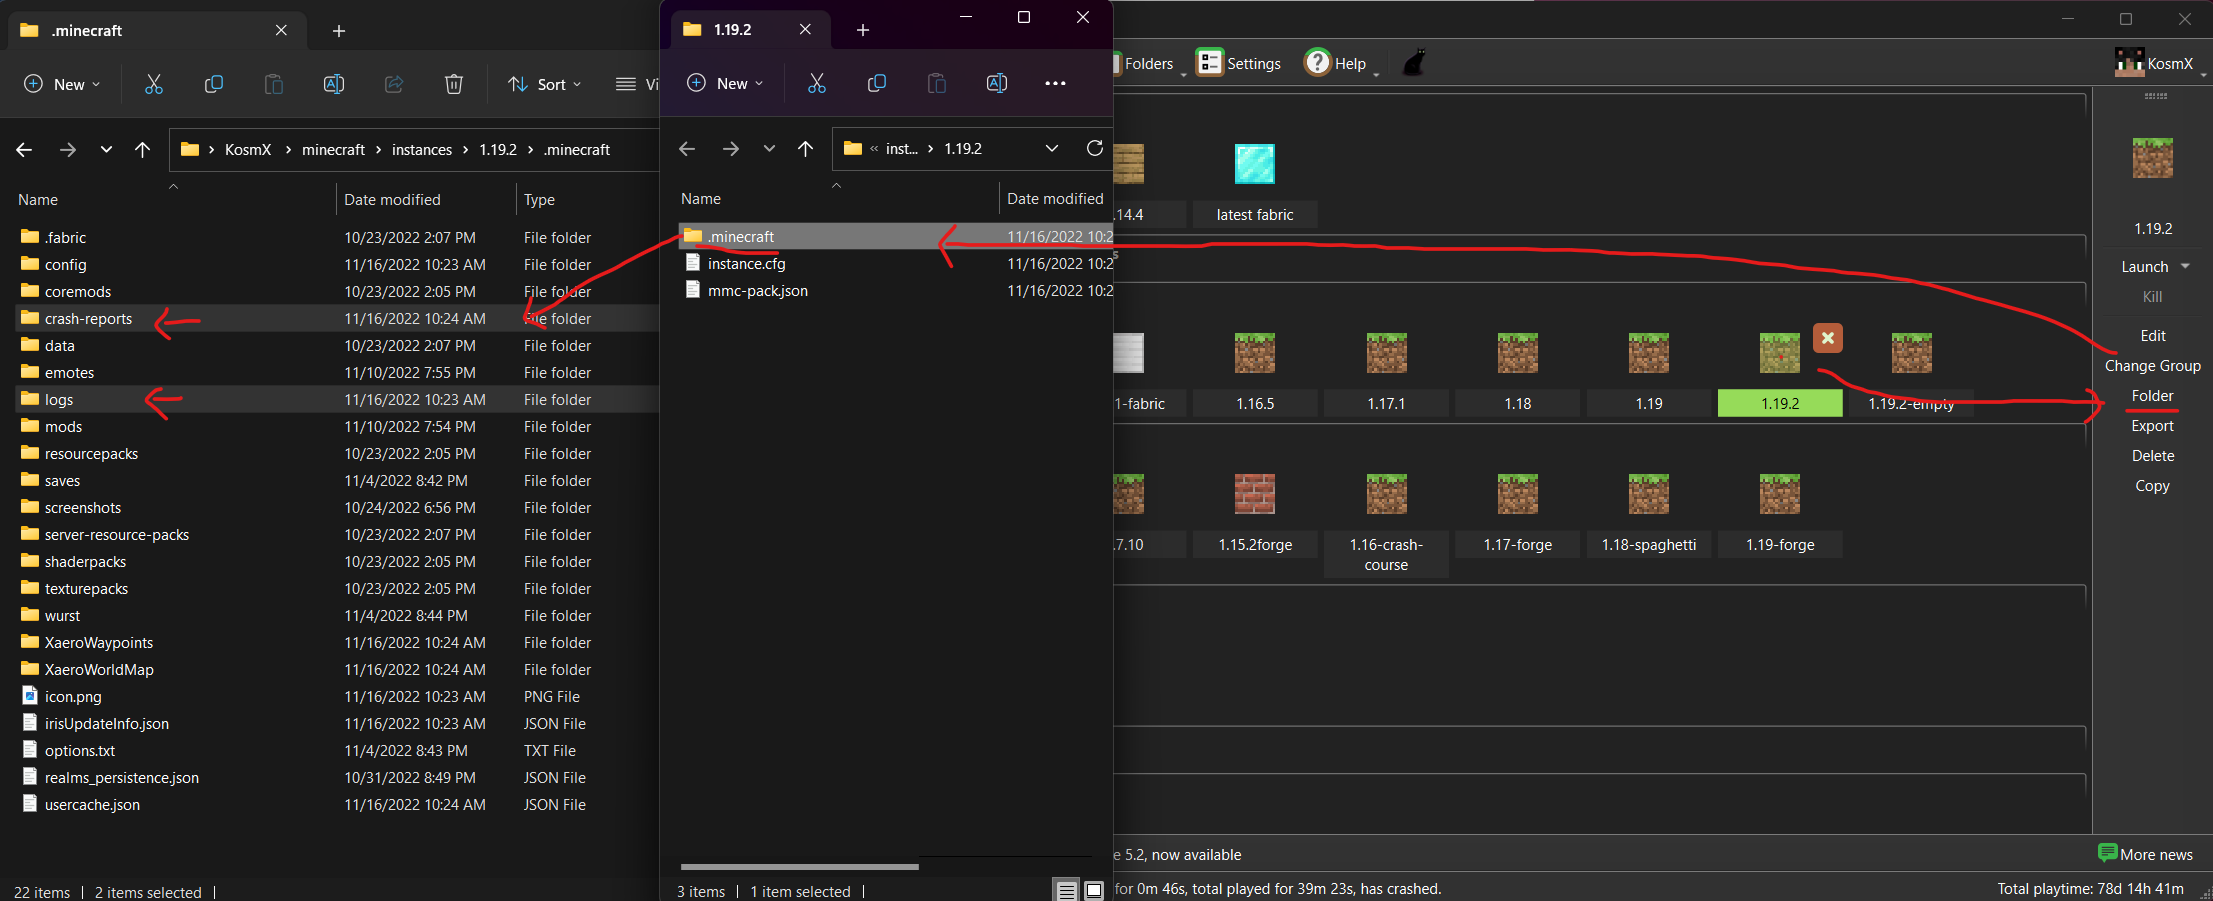 .minecraft
New
Sort
Vi
KosmX
minecraft
instances
1.19.2
.minecraft
Name
Date modified
Type
.fabric 10/23/2022 2:07 PM File folder
config 11/16/2022 10:23 AM File folder
coremods 10/23/2022 2:05 PM File folder
crash-reports 11/16/2022 10:24 AM File folder
data 10/23/2022 2:07 PM File folder
emotes 11/10/2022 7:55 PM File folder
logs 11/16/2022 10:23 AM File folder
mods 11/10/2022 7:54 PM File folder
resourcepacks 10/23/2022 2:05 PM File folder
saves 11/4/2022 8:42 PM File folder
screenshots 10/24/2022 6:56 PM File folder
server-resource-packs 10/23/2022 2:07 PM File folder
shaderpacks 10/23/2022 2:05 PM File folder
texturepacks 10/23/2022 2:05 PM File folder
wurst 11/4/2022 8:44 PM File folder
XaeroWaypoints 11/16/2022 10:24 AM File folder
XaeroWorldMap 11/16/2022 10:24 AM File folder
icon.png 11/16/2022 10:23 AM PNG File
irisUpdateInfo.json 11/16/2022 10:23 AM JSON File
options.txt 11/4/2022 8:43 PM TXT File
realms_persistence.json 10/31/2022 8:49 PM JSON File
usercache.json 11/16/2022 10:24 AM JSON File
22 items
2 items selected
1.19.2
New
inst...
1.19.2
Name
Date modified
.minecraft 11/16/2022 10:2
instance.cfg 11/16/2022 10:2
mmc-pack.json 11/16/2022 10:2
3 items
1 item selected
Folders
Settings
Help
KosmX
.14.4
latest fabric
s
1-fabric
1.16.5
1.17.1
1.18
1.19
1.19.2
1.19.2-empty
.7.10
1.15.2forge
1.16-crash-
course
1.17-forge
1.18-spaghetti
1.19-forge
1.19.2
Launch
Kill
Edit
Change Group
Folder
Export
Delete
Copy
e 5.2, now available
More news
for 0m 46s, total played for 39m 23s, has crashed.
Total playtime: 78d 14h 41m